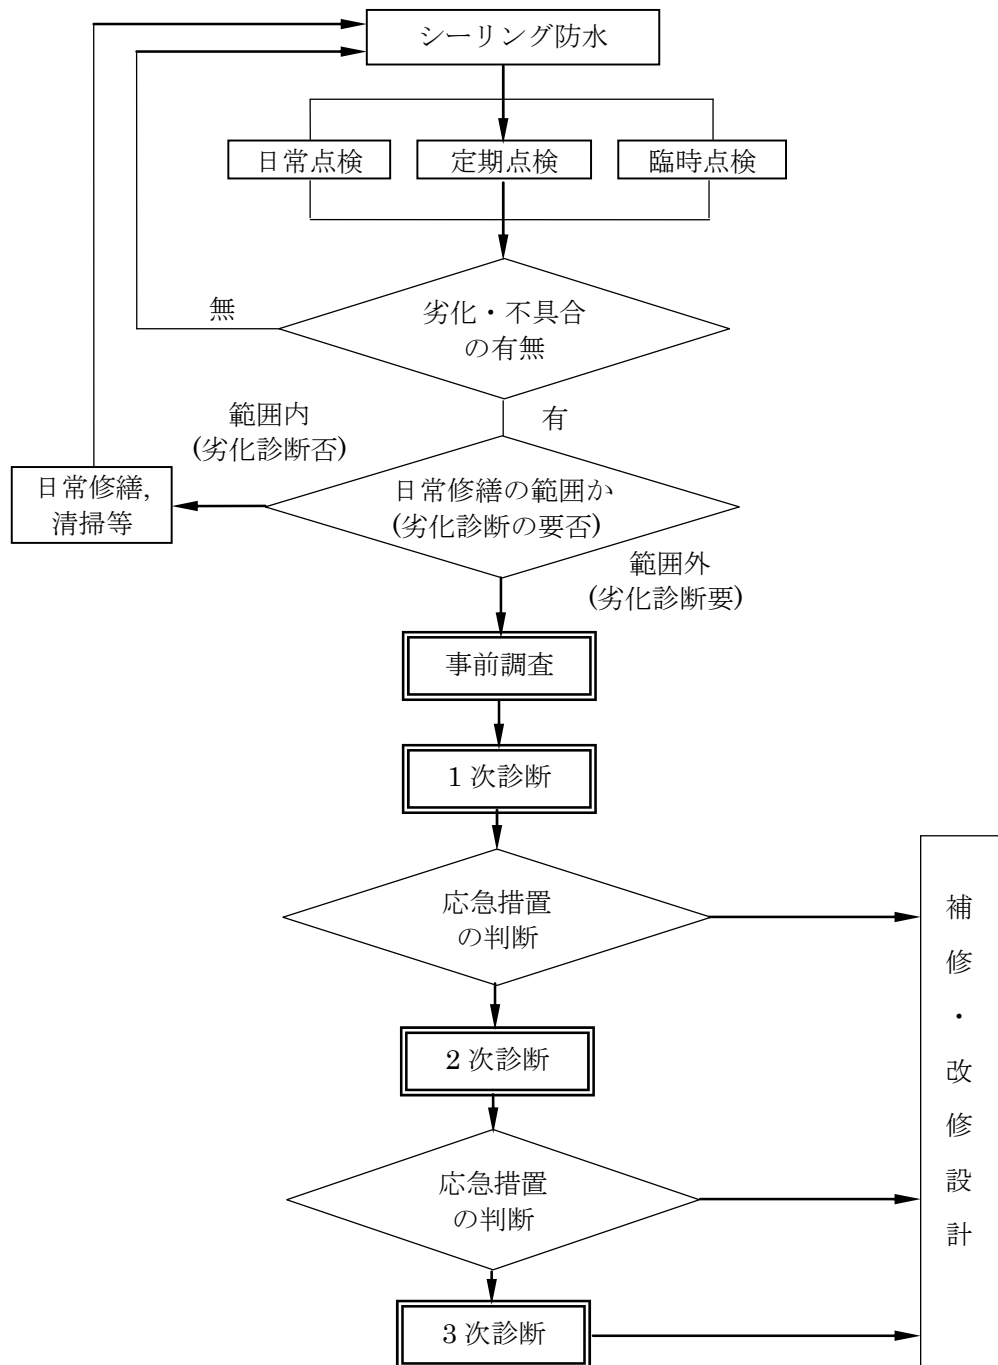 シーリング防水
日常点検
定期点検
臨時点検
劣化・不具合
の有無
無
有
範囲内
(劣化診断否)
日常修繕の範囲か
(劣化診断の要否)
日常修繕,
清掃等
範囲外
(劣化診断要)
事前調査
1 次診断
応急措置
の判断
2 次診断
応急措置
の判断
3 次診断
補修・改修設計